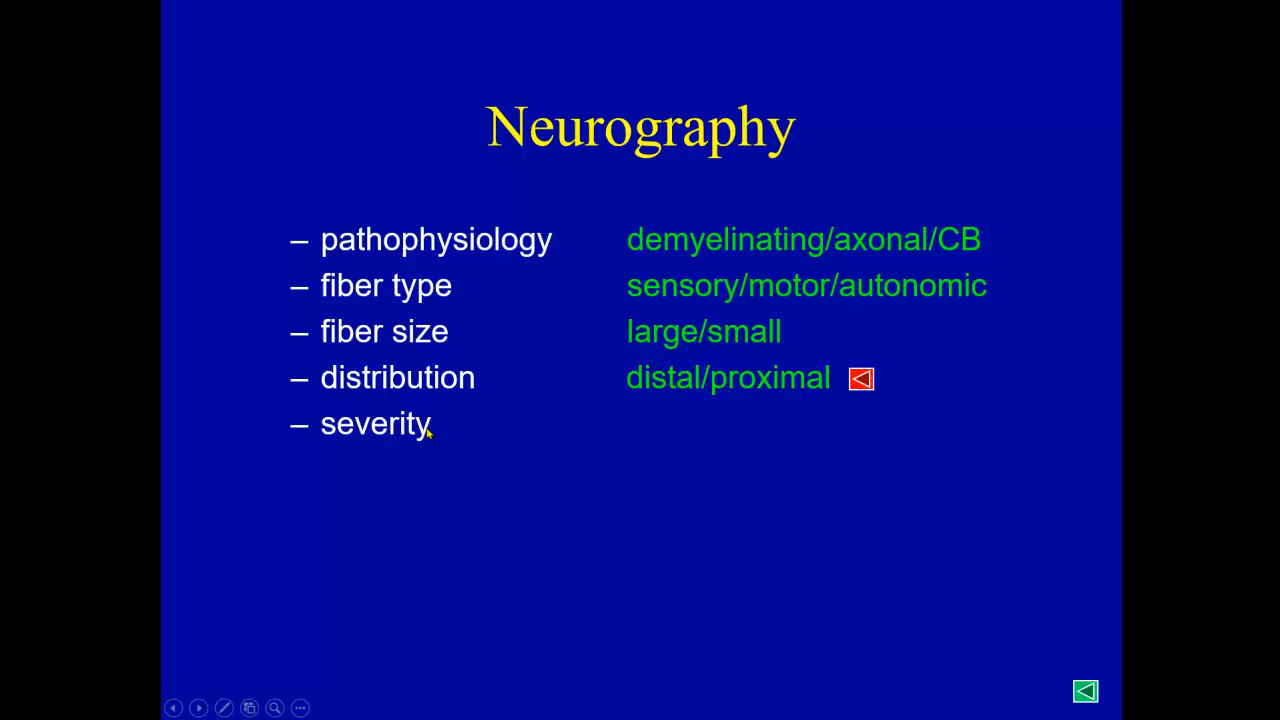 Neurography
– pathophysiology demyelinating/axonal/CB
– fiber type sensory/motor/autonomic
– fiber size large/small
– distribution distal/proximal
– severity